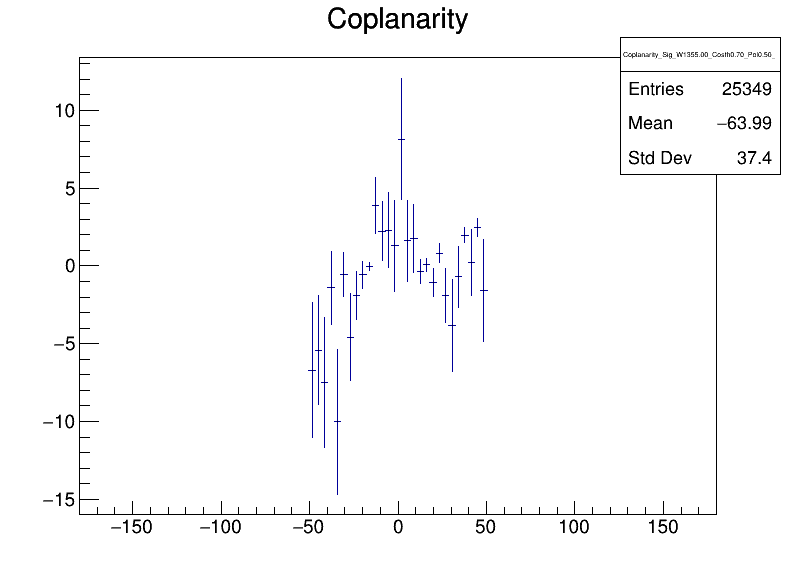 Coplanarity
Coplanarity_Sig_W1355.00_Costh0.70_Pol0.50_
Entries 25349
Mean −63.99
Std Dev 37.4
10
5
0
−5
−10
−15
−150 −100 −50 0 50 100 150